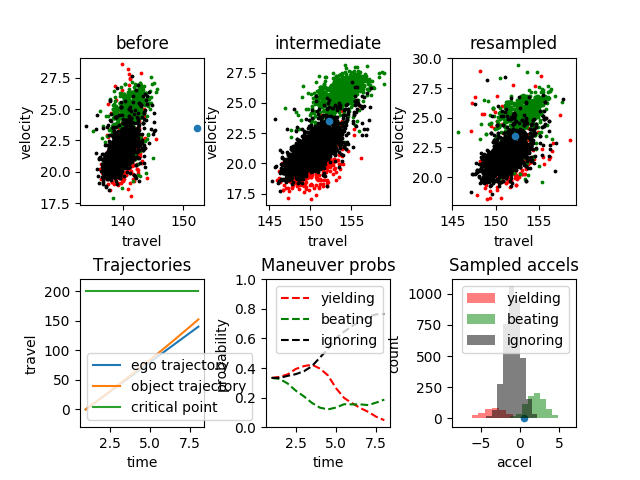 before
velocity
27.5
25.0
22.5
20.0
17.5
140
150
travel
intermediate
velocity
27.5
25.0
22.5
20.0
17.5
145
150
155
travel
resampled
velocity
30.0
27.5
25.0
22.5
20.0
145
150
155
travel
Trajectories
travel
200
150
100
50
0
ego trajectory
object trajectory
critical point
2.5
5.0
7.5
time
Maneuver probs
probability
1.0
0.8
0.6
0.4
0.2
0.0
yielding
beating
ignoring
2.5
5.0
7.5
time
Sampled accels
count
1000
750
500
250
0
yielding
beating
ignoring
−5
0
5
accel